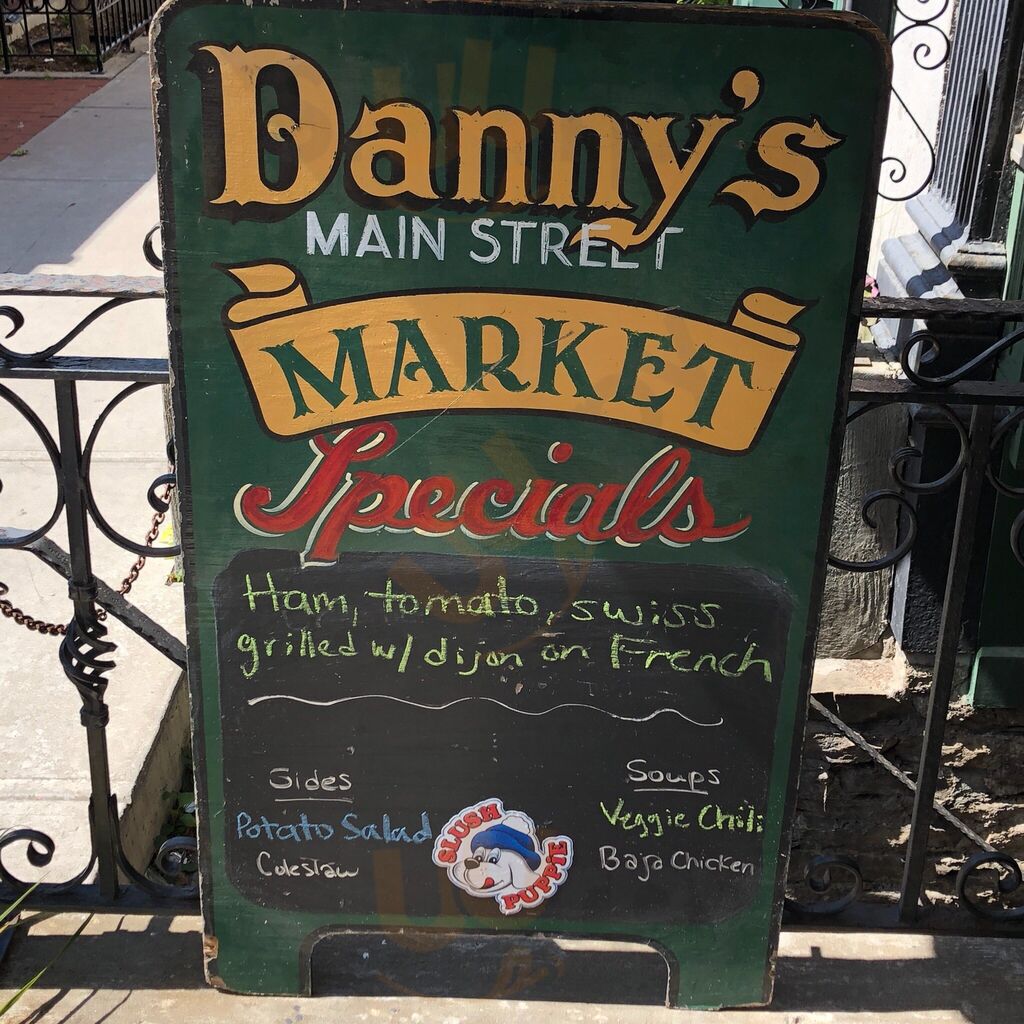 Danny's
MAIN STREET
MARKET
Specials
Ham, tomato, swiss
grilled w/ dijon on French
Sides
Potato Salad
Coleslaw
Soups
Veggie Chili
Baja Chicken
SLUSH
PUPPIE